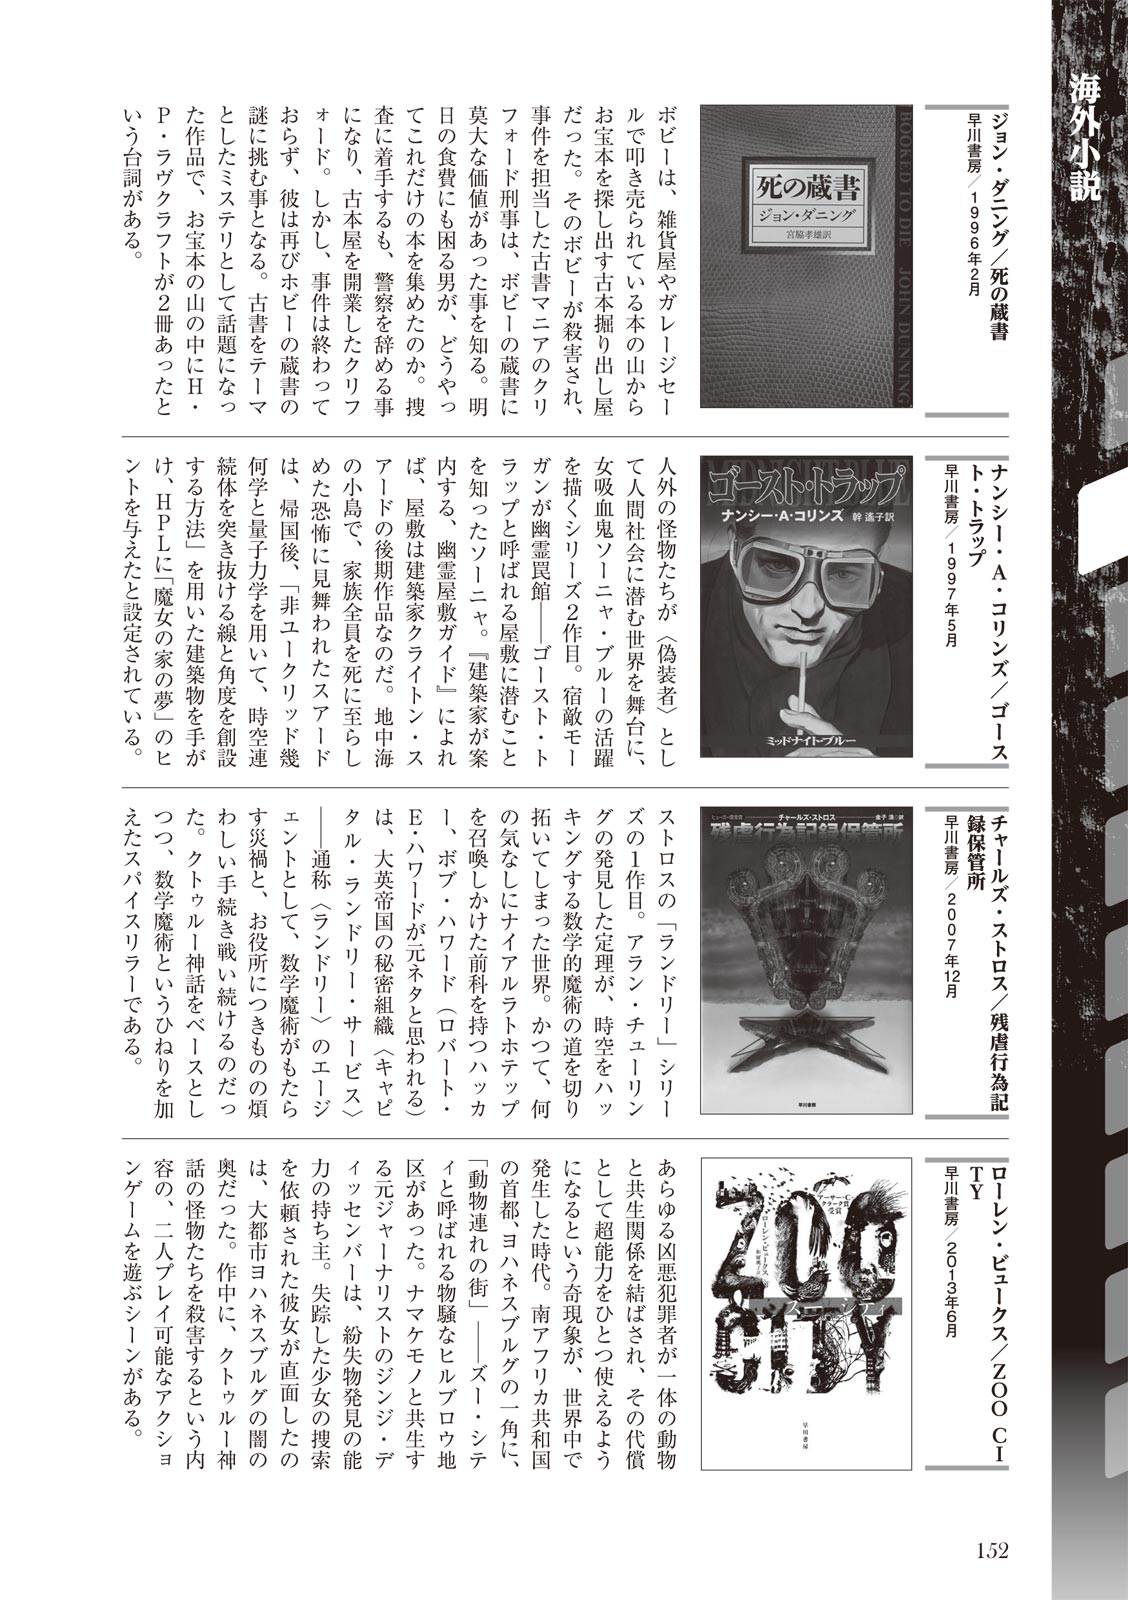 海外小説
ジョン・ダニング／死の蔵書
早川書房／1996年2月
BOOKED TO DIE JOHN DUNNING
死の蔵書
ジョン・ダニング
宮脇孝雄訳
ボビーは、雑貨屋やガレージセー
ルで叩き売られている本の山から
お宝本を探し出す古本掘り出し屋
だった。そのボビーが殺害され、
事件を担当した古書マニアのクリ
フォード刑事は、ボビーの蔵書に
莫大な価値があった事を知る。明
日の食費にも困る男が、どうやっ
てこれだけの本を集めたのか。捜
査に着手するも、警察を辞める事
になり、古本屋を開業したクリフ
ォード。しかし、事件は終わって
おらず、彼は再びホビーの蔵書の
謎に挑む事となる。古書をテーマ
としたミステリとして話題になっ
た作品で、お宝本の山の中にH・
P・ラヴクラフトが２冊あったと
いう台詞がある。
ナンシー・A・コリンズ／ゴース
ト・トラップ
早川書房／1997年5月
ゴースト・トラップ
ナンシー・A・コリンズ 幹 遙子訳
ミッドナイト・ブルー
人外の怪物たちが〈偽装者〉とし
て人間社会に潜む世界を舞台に、
女吸血鬼ソーニャ・ブルーの活躍
を描くシリーズ２作目。宿敵モー
ガンが幽霊罠館――ゴースト・ト
ラップと呼ばれる屋敷に潜むこと
を知ったソーニャ。『建築家が案
内する、幽霊屋敷ガイド』によれ
ば、屋敷は建築家クライトン・ス
アードの後期作品なのだ。地中海
の小島で、家族全員を死に至らし
めた恐怖に見舞われたスアード
は、帰国後、「非ユークリッド幾
何学と量子力学を用いて、時空連
続体を突き抜ける線と角度を創設
する方法」を用いた建築物を手が
け、HPLに「魔女の家の夢」のヒ
ントを与えたと設定されている。
チャールズ・ストロス／残虐行為記
録保管所
早川書房／2007年12月
チャールズ・ストロス
金子 浩 訳
残虐行為記録保管所
早川書房
ストロスの「ランドリー」シリー
ズの１作目。アラン・チューリン
グの発見した定理が、時空をハッ
キングする数学的魔術の道を切り
拓いてしまった世界。かつて、何
の気なしにナイアルラトホテップ
を召喚しかけた前科を持つハッカ
ー、ボブ・ハワード（ロバート・
E・ハワードが元ネタと思われる）
は、大英帝国の秘密組織〈キャピ
タル・ランドリー・サービス〉
――通称〈ランドリー〉のエージ
ェントとして、数学魔術がもたら
す災禍と、お役所につきものの煩
わしい手続き戦い続けるのだっ
た。クトゥルー神話をベースとし
つつ、数学魔術というひねりを加
えたスパイスリラーである。
ローレン・ビュークス／ZOO CI
TY
早川書房／2013年6月
アーサー・C・
クラーク賞
受賞
ローレン・ビュークス
ZOO
ズー シティ
CITY
早川書房
あらゆる凶悪犯罪者が一体の動物
と共生関係を結ばされ、その代償
として超能力をひとつ使えるよう
になるという奇現象が、世界中で
発生した時代。南アフリカ共和国
の首都、ヨハネスブルグの一角に、
「動物連れの街」――ズー・シテ
ィと呼ばれる物騒なヒルブロウ地
区があった。ナマケモノと共生す
る元ジャーナリストのジンジ・デ
ィッセンバーは、紛失物発見の能
力の持ち主。失踪した少女の捜索
を依頼された彼女が直面したの
は、大都市ヨハネスブルグの闇の
奥だった。作中に、クトゥルー神
話の怪物たちを殺害するという内
容の、二人プレイ可能なアクショ
ンゲームを遊ぶシーンがある。
152